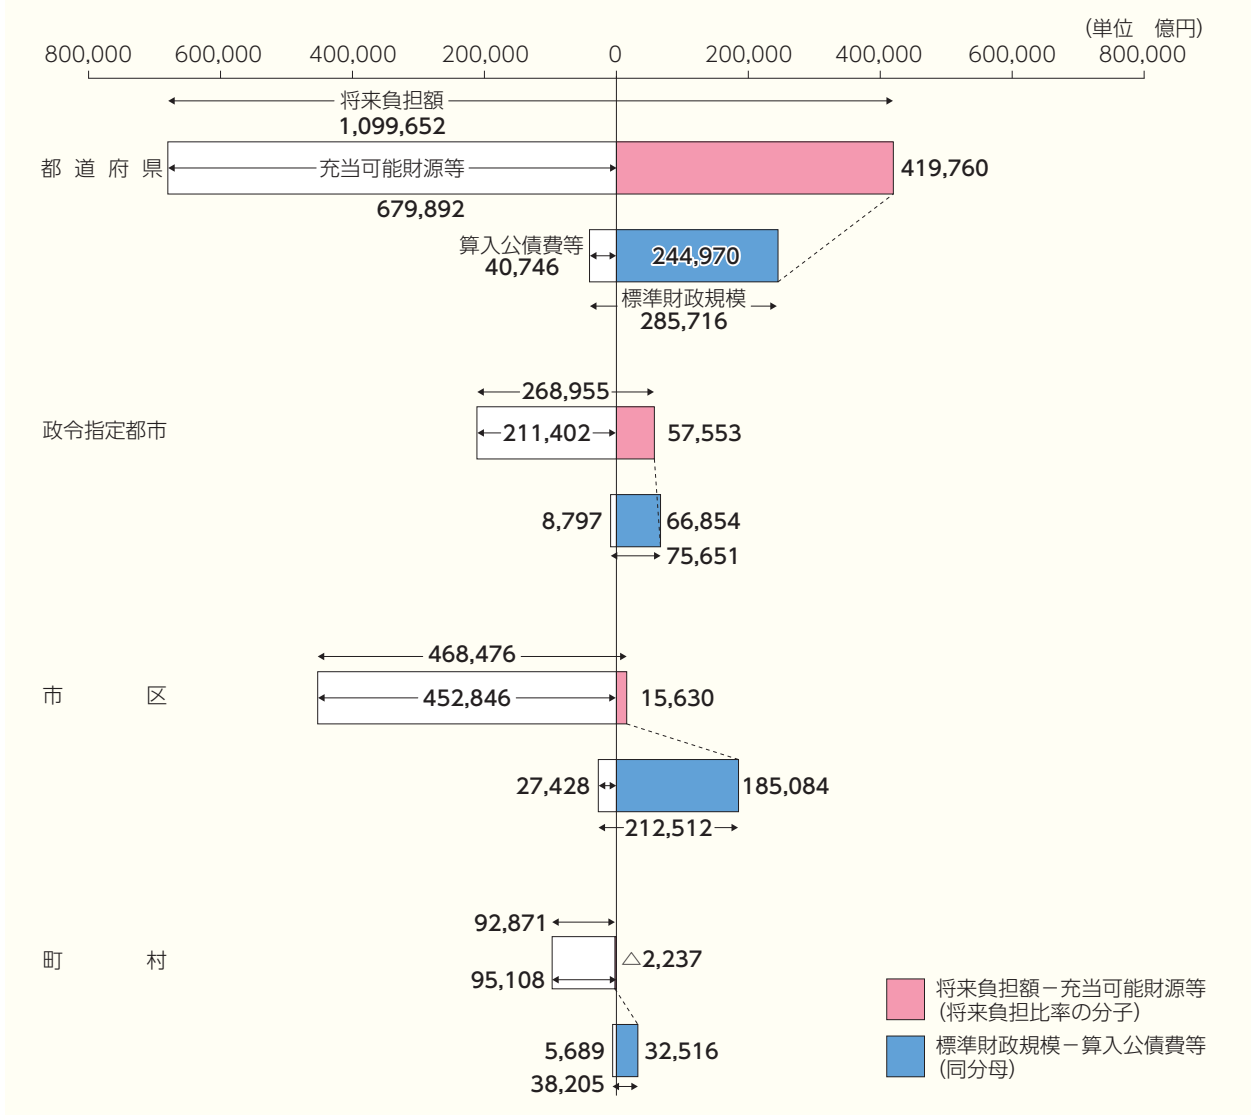 (単位　億円)
800,000 600,000 400,000 200,000 0 200,000 400,000 600,000 800,000
将来負担額
1,099,652
都道府県
充当可能財源等
419,760
679,892
算入公債費等
40,746
244,970
標準財政規模
285,716
268,955
政令指定都市
211,402
57,553
8,797
66,854
75,651
468,476
市区
452,846
15,630
27,428
185,084
212,512
92,871
町村
△2,237
95,108
将来負担額－充当可能財源等
(将来負担比率の分子)
5,689
32,516
38,205
標準財政規模－算入公債費等
(同分母)